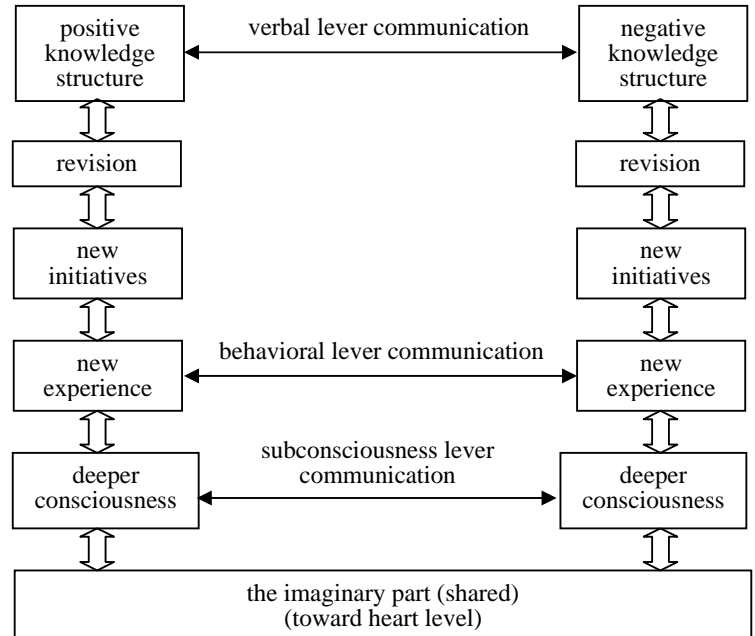 positive
knowledge
structure
verbal lever communication
negative
knowledge
structure
revision
revision
new
initiatives
new
initiatives
new
experience
behavioral lever communication
new
experience
deeper
consciousness
subconsciousness lever
communication
deeper
consciousness
the imaginary part (shared)
(toward heart level)